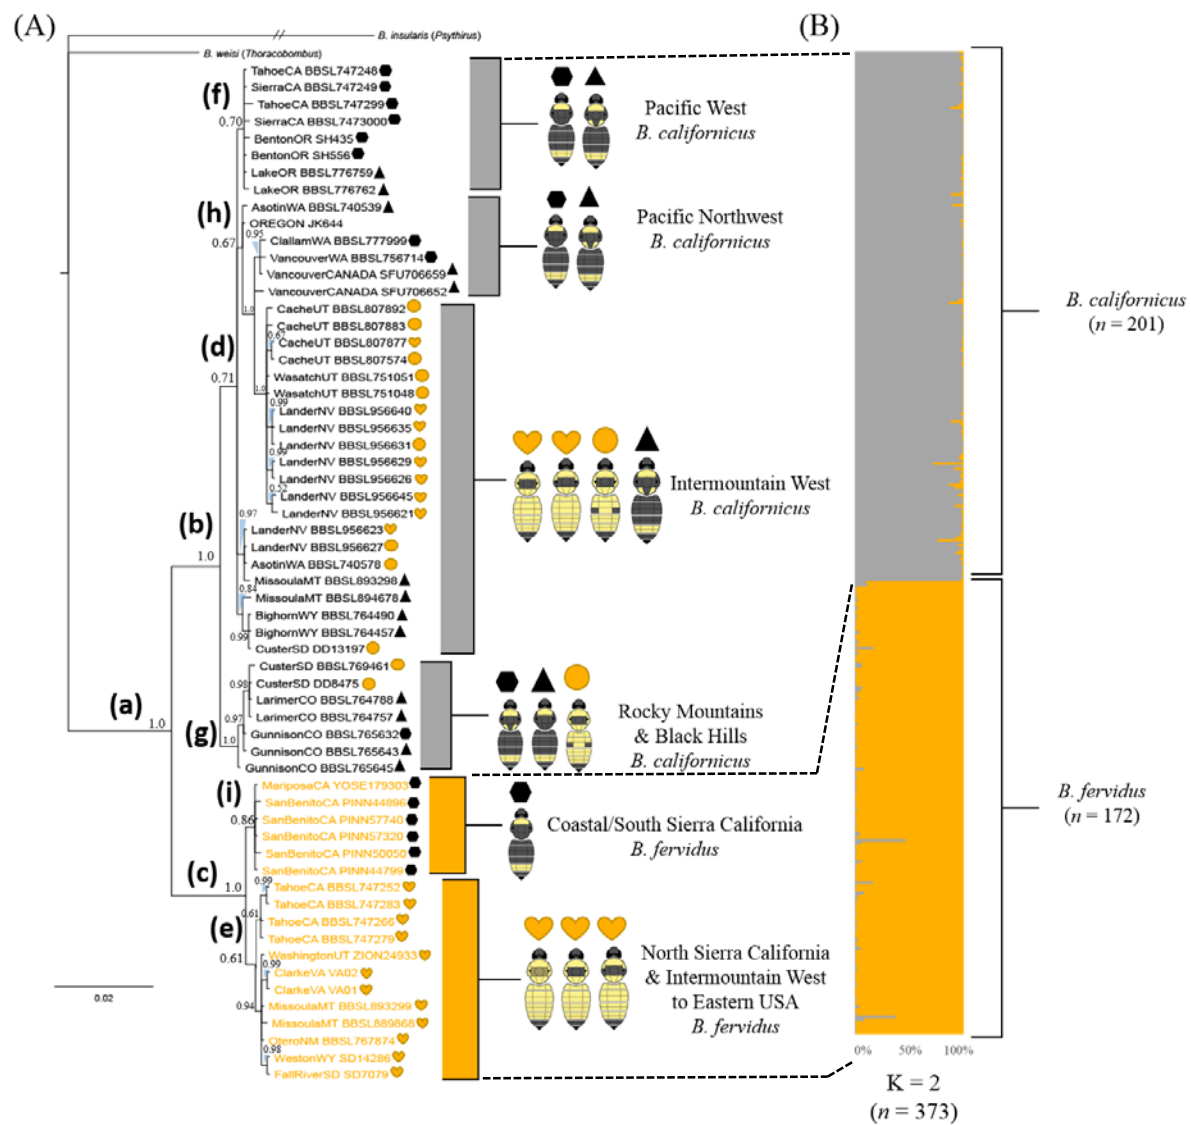 (A)
(B)
B. insularis (Psythirus)
B. weisi (Thoracobombus)
TahoeCA BBSL747248
SierraCA BBSL747249
(f)
TahoeCA BBSL747299
0.70
SierraCA BBSL7473000
BentonOR SH435
BentonOR SH556
LakeOR BBSL776759
LakeOR BBSL776762
Pacific West
B. californicus
(h)
AsotinWA BBSL740539
OREGON JK644
0.67
0.95
ClallamWA BBSL777999
VancouverWA BBSL756714
VancouverCANADA SFU706659
VancouverCANADA SFU706652
Pacific Northwest
B. californicus
1.0
CacheUT BBSL807892
CacheUT BBSL807883
(d)
0.67
CacheUT BBSL807877
CacheUT BBSL807574
0.71
WasatchUT BBSL751051
1.0
WasatchUT BBSL751048
0.99
LanderNV BBSL956640
LanderNV BBSL956635
LanderNV BBSL956631
0.99
LanderNV BBSL956629
LanderNV BBSL956626
0.52
LanderNV BBSL956645
LanderNV BBSL956621
(b)
0.97
LanderNV BBSL956623
LanderNV BBSL956627
1.0
AsotinWA BBSL740578
MissoulaMT BBSL893298
0.84
MissoulaMT BBSL894678
BighornWY BBSL764490
0.99
BighornWY BBSL764457
CusterSD DD13197
Intermountain West
B. californicus
CusterSD BBSL769461
0.98
CusterSD DD8475
(a)
LarimerCO BBSL764788
0.97
LarimerCO BBSL764757
1.0
(g)
1.0
GunnisonCO BBSL765632
GunnisonCO BBSL765643
GunnisonCO BBSL765645
Rocky Mountains
& Black Hills
B. californicus
(i)
MariposaCA YOSE179303
SanBenitoCA PINN44896
0.86
SanBenitoCA PINN57740
SanBenitoCA PINN57320
SanBenitoCA PINN50050
SanBenitoCA PINN44799
Coastal/South Sierra California
B. fervidus
(c)
1.0
0.99
TahoeCA BBSL747252
TahoeCA BBSL747283
0.61
TahoeCA BBSL747266
(e)
TahoeCA BBSL747279
0.61
WashingtonUT ZION24933
0.99
ClarkeVA VA02
ClarkeVA VA01
0.94
MissoulaMT BBSL893299
MissoulaMT BBSL889868
OteroNM BBSL767874
0.98
WestonWY SD14286
FallRiverSD SD7079
North Sierra California
& Intermountain West
to Eastern USA
B. fervidus
0.02
B. californicus
(n = 201)
B. fervidus
(n = 172)
0% 50% 100%
K = 2
(n = 373)